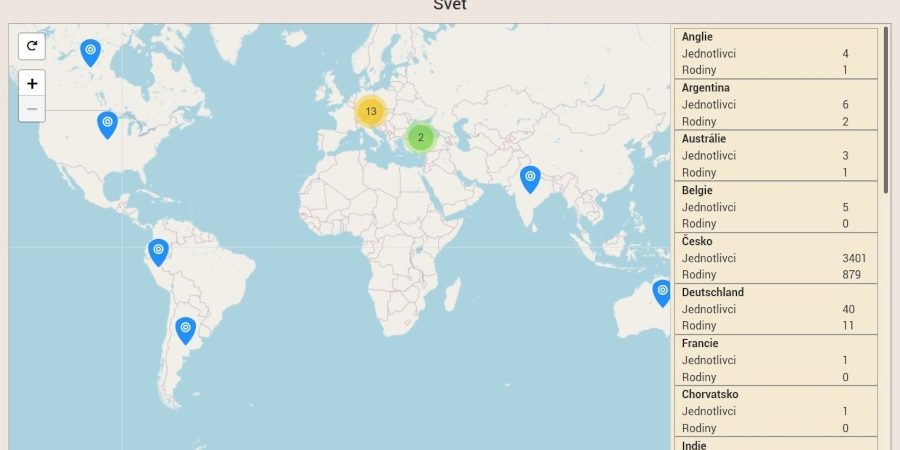 Svět
+
−
13
2
Anglie
Jednotlivci 4
Rodiny 1
Argentina
Jednotlivci 6
Rodiny 2
Austrálie
Jednotlivci 3
Rodiny 1
Belgie
Jednotlivci 5
Rodiny 0
Česko
Jednotlivci 3401
Rodiny 879
Deutschland
Jednotlivci 40
Rodiny 11
Francie
Jednotlivci 1
Rodiny 0
Chorvatsko
Jednotlivci 1
Rodiny 0
Indie